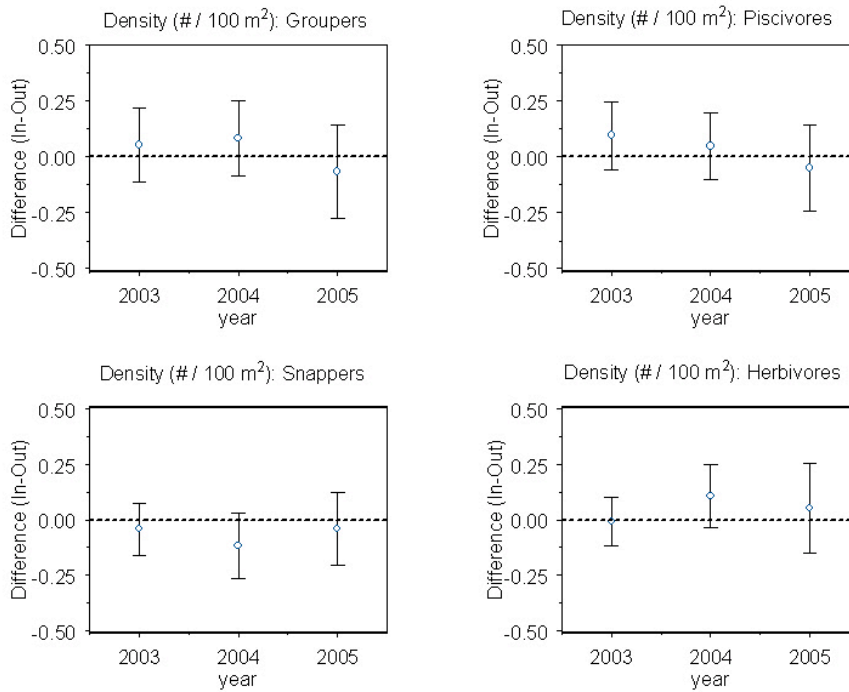 Density (# / 100 m²): Groupers
Difference (In-Out)
0.50
0.25
0.00
-0.25
-0.50
2003 2004 2005
year
Density (# / 100 m²): Piscivores
Difference (In-Out)
0.50
0.25
0.00
-0.25
-0.50
2003 2004 2005
year
Density (# / 100 m²): Snappers
Difference (In-Out)
0.50
0.25
0.00
-0.25
-0.50
2003 2004 2005
year
Density (# / 100 m²): Herbivores
Difference (In-Out)
0.50
0.25
0.00
-0.25
-0.50
2003 2004 2005
year